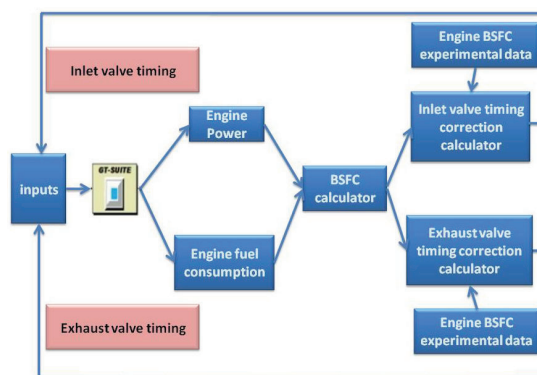 Inlet valve timing
Engine BSFC
experimental data
Engine
Power
Inlet valve timing
correction
calculator
inputs
GT-SUITE
BSFC
calculator
Engine fuel
consumption
Exhaust valve
timing correction
calculator
Exhaust valve timing
Engine BSFC
experimental data